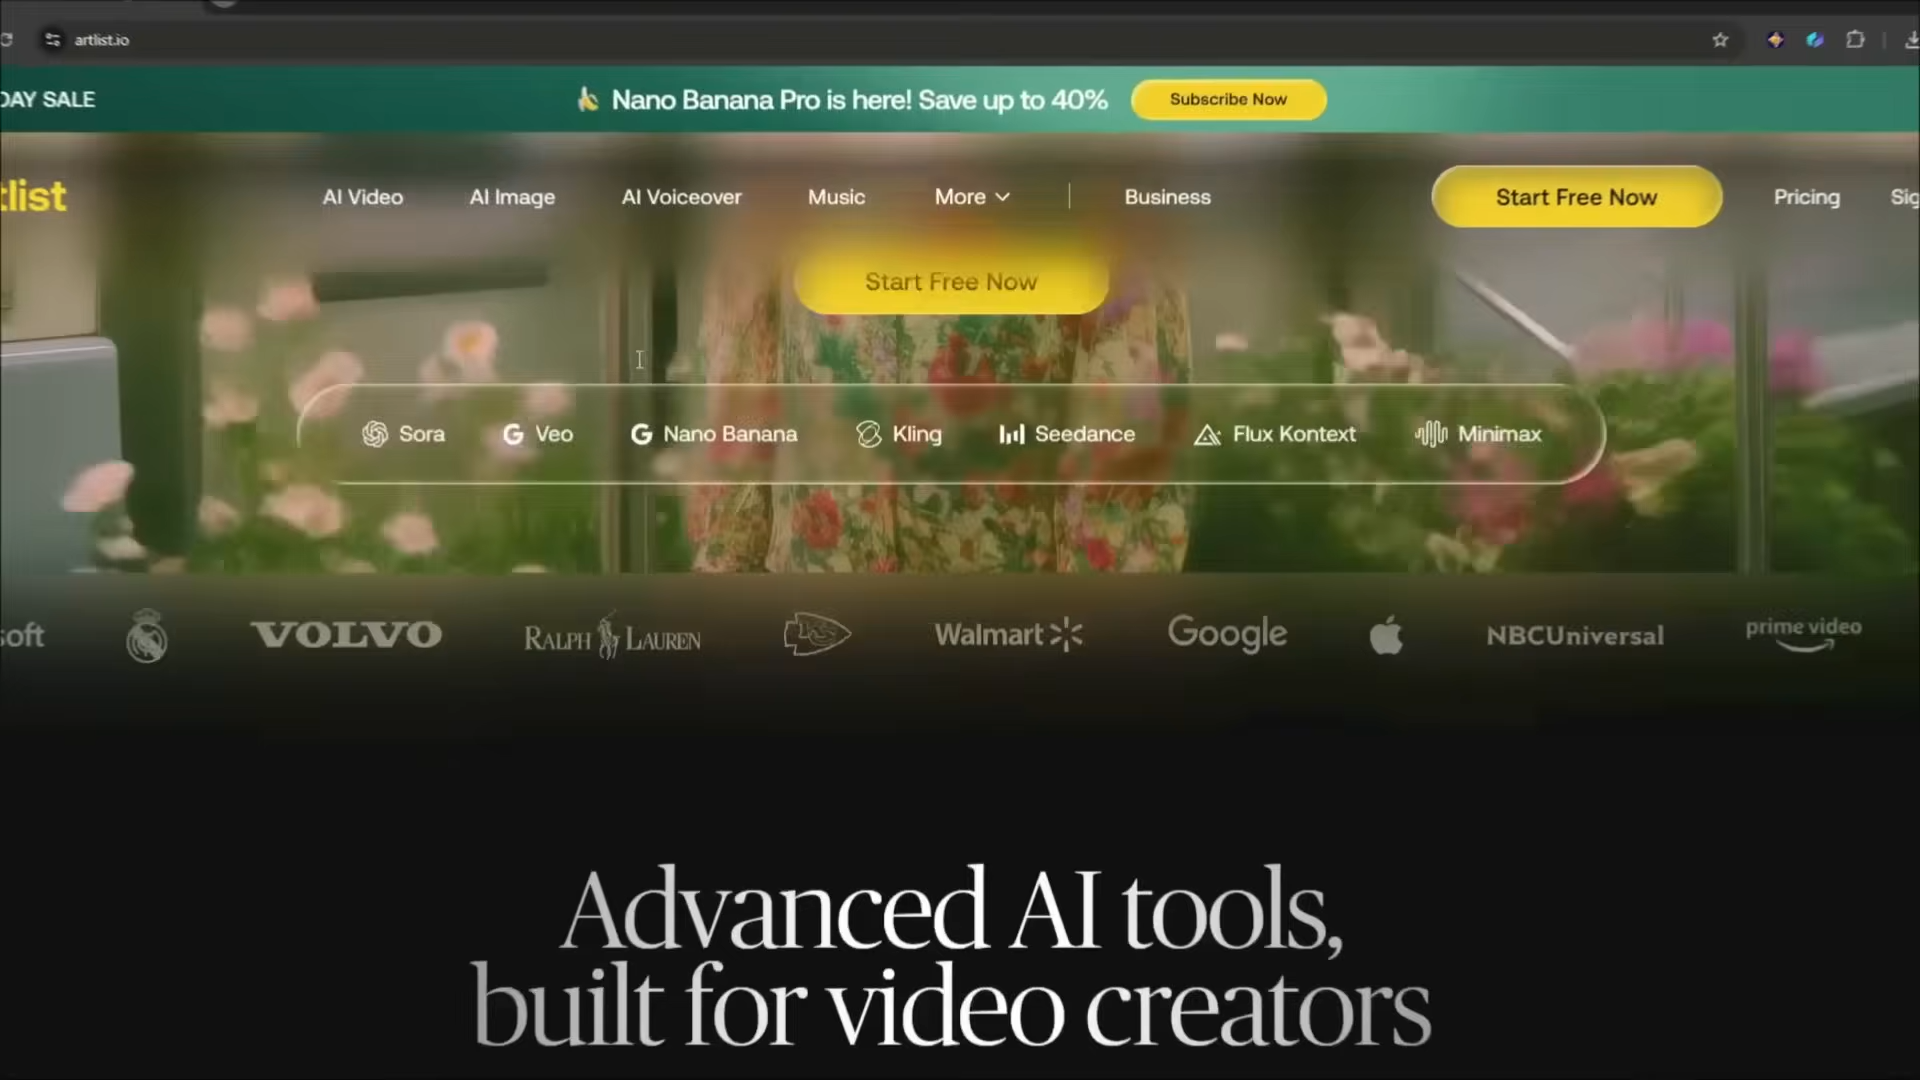 artlist.io
DAY SALE
Nano Banana Pro is here! Save up to 40%
Subscribe Now
tlist
AI Video
AI Image
AI Voiceover
Music
More
Business
Start Free Now
Pricing
Sig
Start Free Now
Sora
Veo
Nano Banana
Kling
Seedance
Flux Kontext
Minimax
soft
VOLVO
RALPH LAUREN
Walmart
Google
NBCUniversal
prime video
Advanced AI tools,
built for video creators